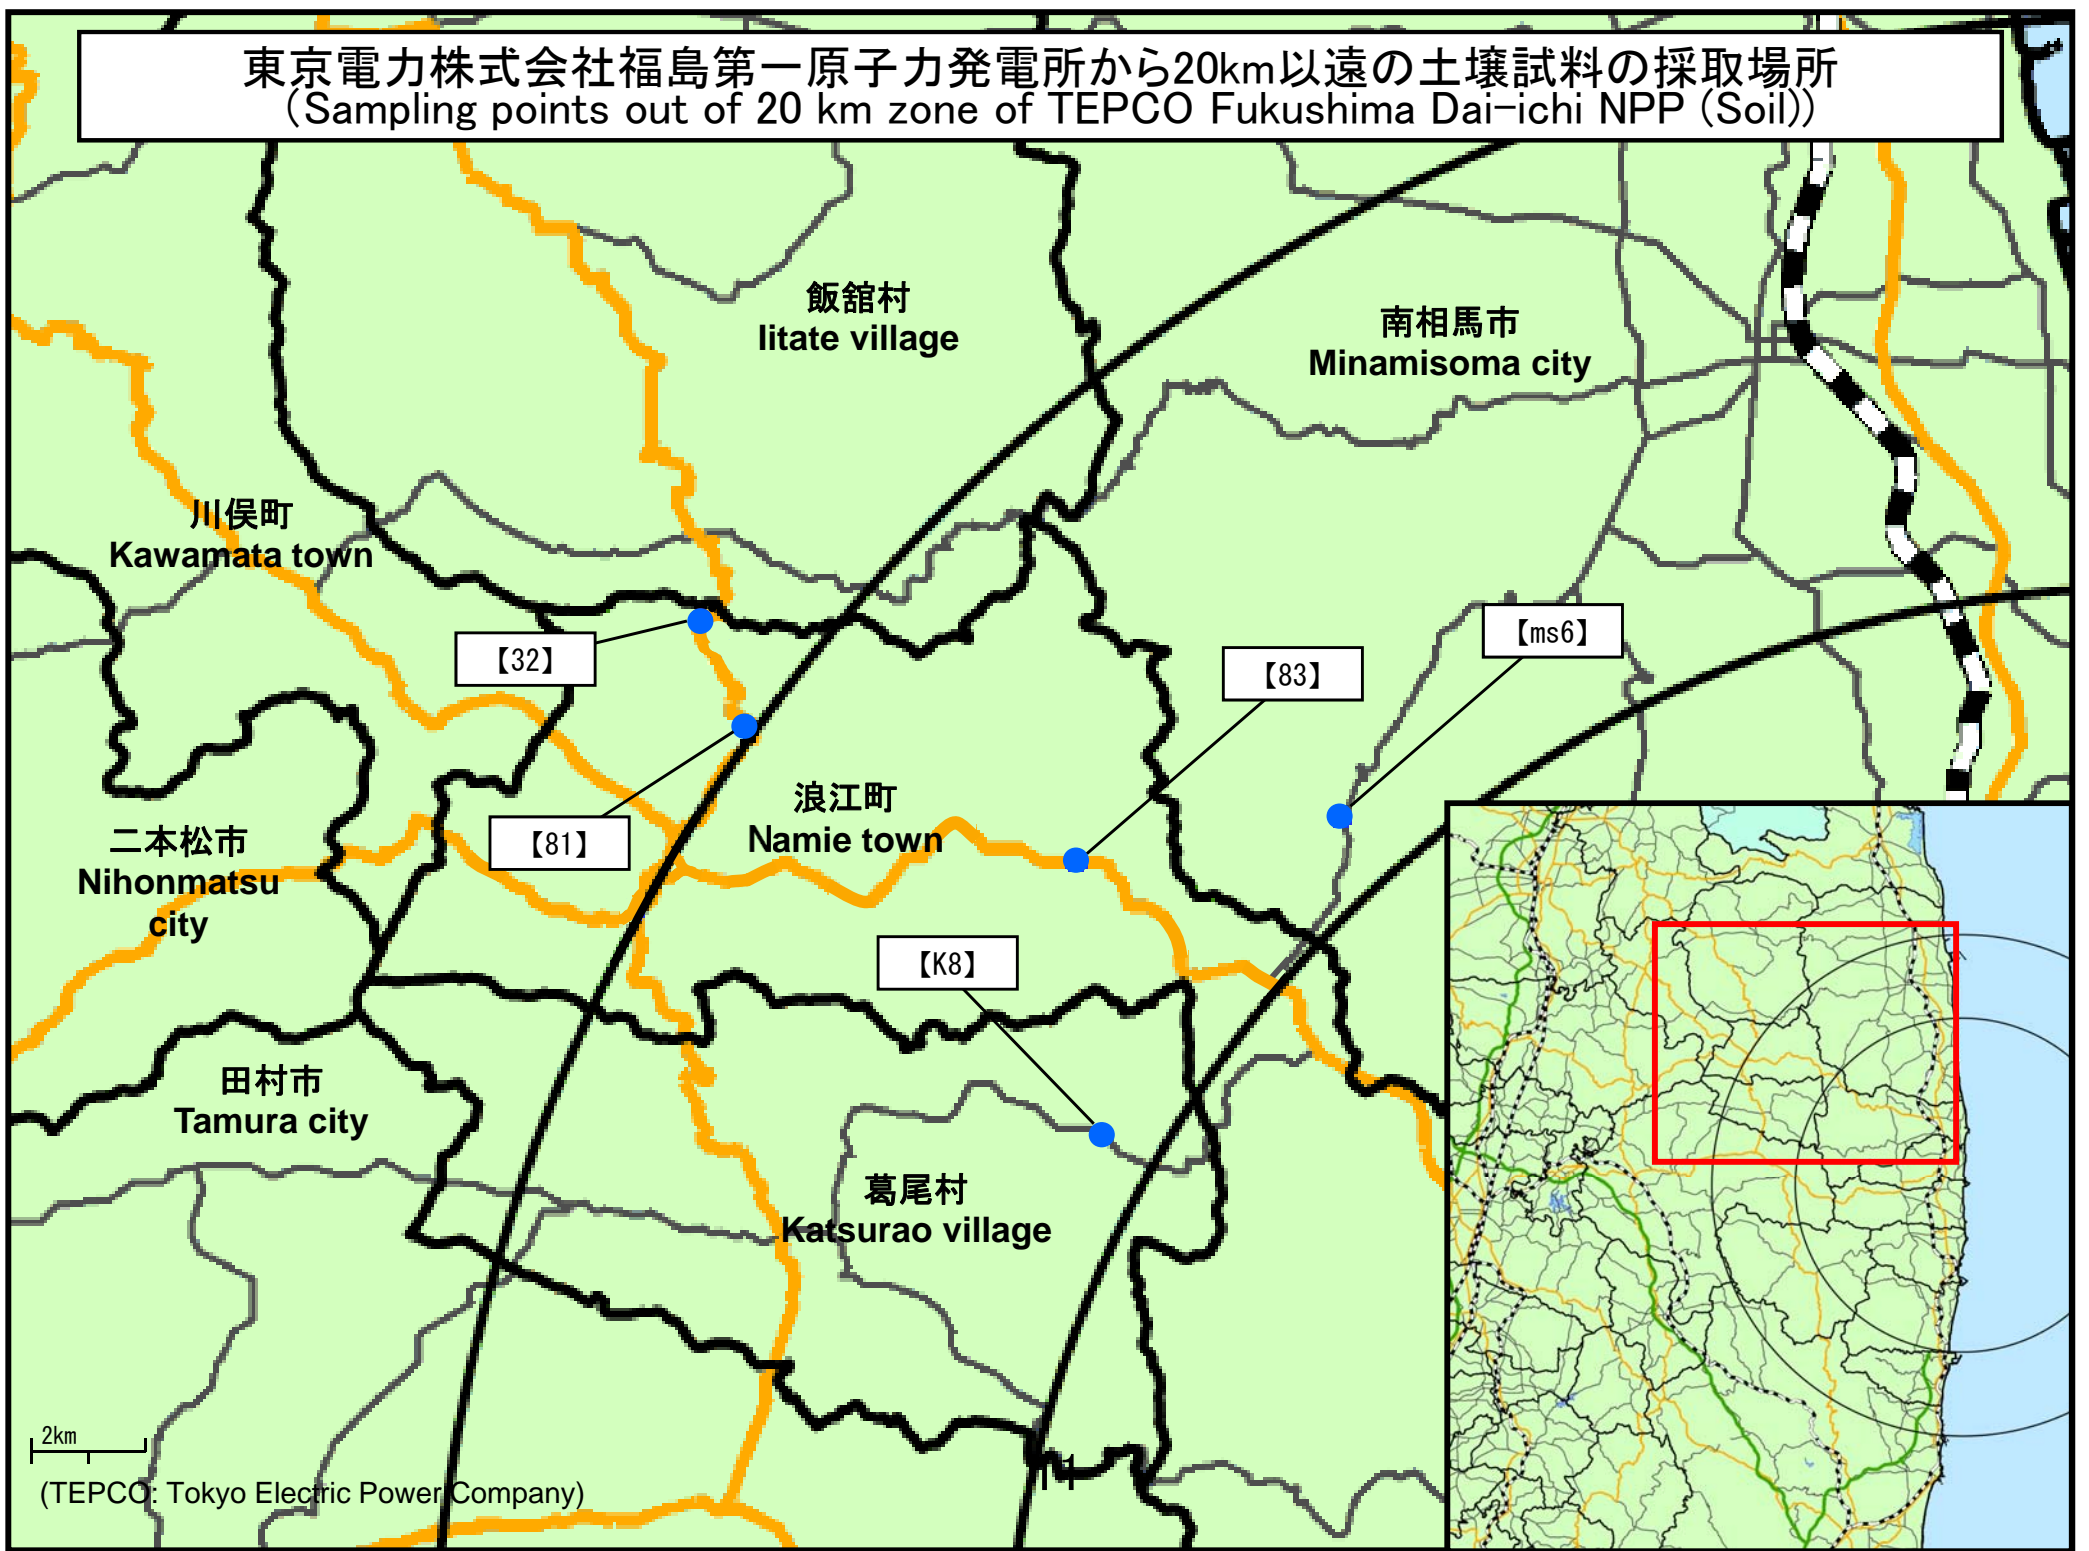 東京電力株式会社福島第一原子力発電所から20km以遠の土壌試料の採取場所
(Sampling points out of 20 km zone of TEPCO Fukushima Dai-ichi NPP (Soil))
飯舘村
Iitate village
南相馬市
Minamisoma city
川俣町
Kawamata town
【32】
【ms6】
【83】
【81】
浪江町
Namie town
二本松市
Nihonmatsu
city
【K8】
田村市
Tamura city
葛尾村
Katsurao village
2km
(TEPCO: Tokyo Electric Power Company)